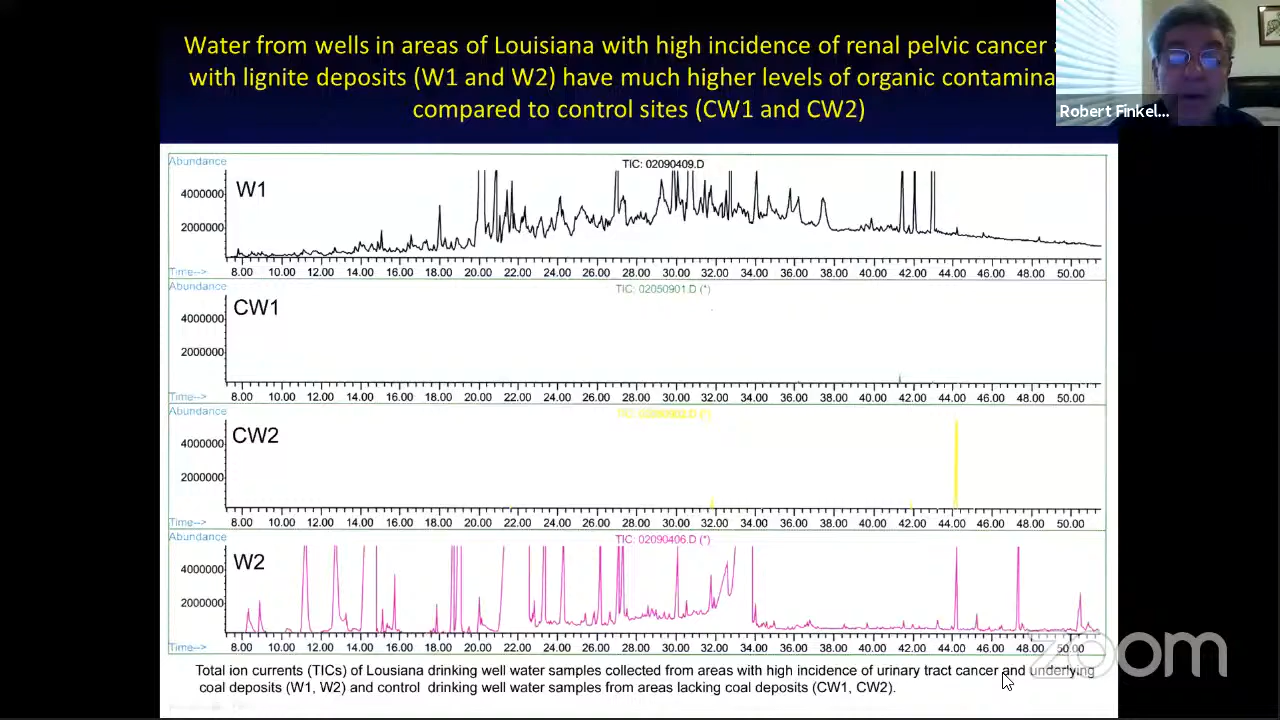 Water from wells in areas of Louisiana with high incidence of renal pelvic cancer
with lignite deposits (W1 and W2) have much higher levels of organic contamina
compared to control sites (CW1 and CW2)
Robert Finkel...
Abundance
TIC: 02090409.D
W1
4000000
2000000
Time-->
8.00 10.00 12.00 14.00 16.00 18.00 20.00 22.00 24.00 26.00 28.00 30.00 32.00 34.00 36.00 38.00 40.00 42.00 44.00 46.00 48.00 50.00
Abundance
TIC: 02050901.D (*)
CW1
4000000
2000000
Time-->
8.00 10.00 12.00 14.00 16.00 18.00 20.00 22.00 24.00 26.00 28.00 30.00 32.00 34.00 36.00 38.00 40.00 42.00 44.00 46.00 48.00 50.00
Abundance
CW2
4000000
2000000
Time-->
8.00 10.00 12.00 14.00 16.00 18.00 20.00 22.00 24.00 26.00 28.00 30.00 32.00 34.00 36.00 38.00 40.00 42.00 44.00 46.00 48.00 50.00
Abundance
TIC: 02090406.D (*)
W2
4000000
2000000
Time-->
8.00 10.00 12.00 14.00 16.00 18.00 20.00 22.00 24.00 26.00 28.00 30.00 32.00 34.00 36.00 38.00 40.00 42.00 44.00 46.00 48.00 50.00
Total ion currents (TICs) of Lousiana drinking well water samples collected from areas with high incidence of urinary tract cancer and underlying
coal deposits (W1, W2) and control drinking well water samples from areas lacking coal deposits (CW1, CW2).
zoom